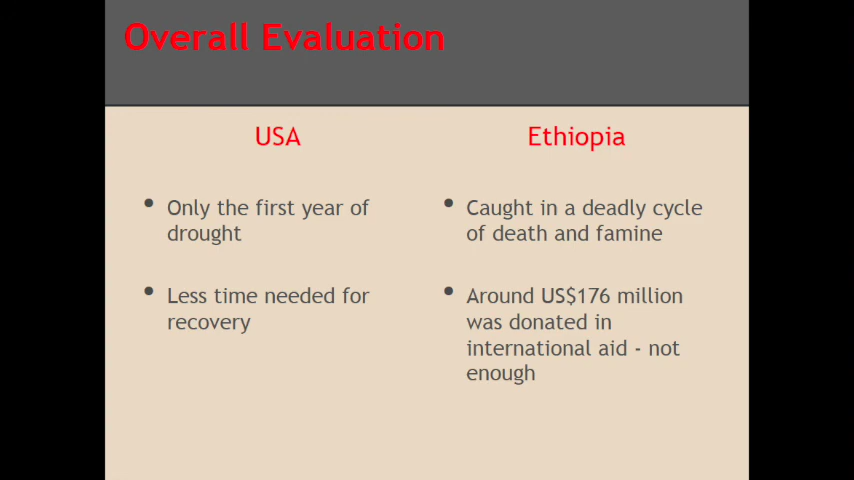 Overall Evaluation
USA
• Only the first year of
drought
• Less time needed for
recovery
Ethiopia
• Caught in a deadly cycle
of death and famine
• Around US$176 million
was donated in
international aid - not
enough